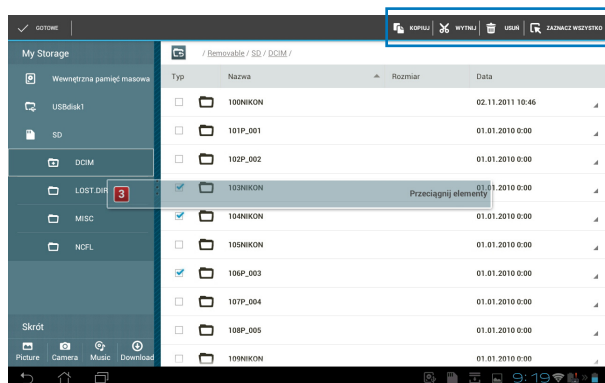 GOTOWE KOPIUJ WYTNIJ USUŃ ZAZNACZ WSZYSTKO
My Storage / Removable / SD / DCIM /
Wewnętrzna pamięć masowa Typ Nazwa Rozmiar Data
USBdisk1 100NIKON 02.11.2011 10:46
SD 101P_001 01.01.2010 0:00
DCIM 102P_002 01.01.2010 0:00
LOST.DIR 3 103NIKON Przeciągnij elementy 01.01.2010 0:00
MISC 104NIKON 01.01.2010 0:00
NCFL 105NIKON 01.01.2010 0:00
106P_003 01.01.2010 0:00
107P_004 01.01.2010 0:00
Skrót 108P_005 01.01.2010 0:00
Picture Camera Music Download 109NIKON 01.01.2010 0:00
9:19